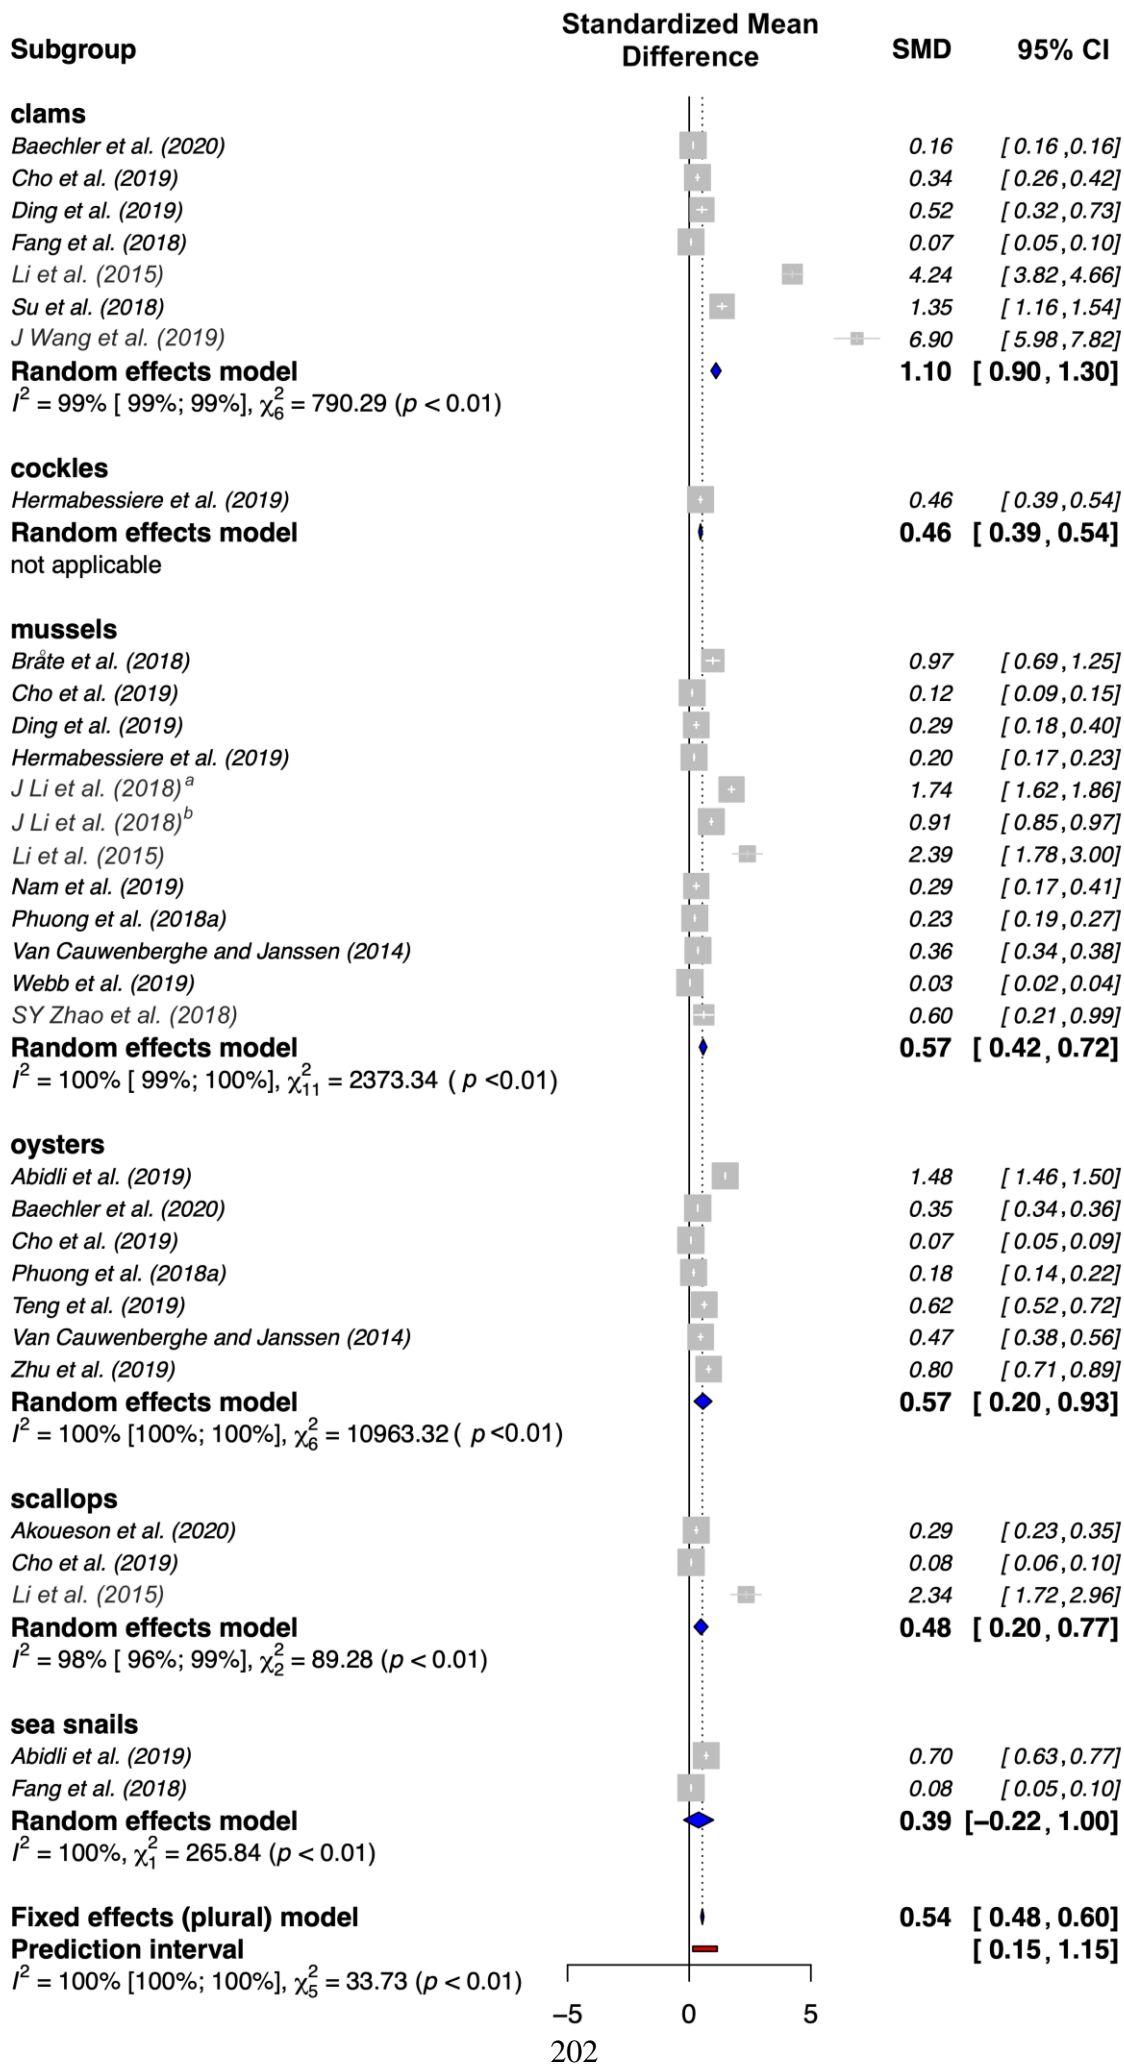 Subgroup Standardized Mean Difference SMD 95% CI
clams
Baechler et al. (2020) 0.16 [ 0.16 ,0.16]
Cho et al. (2019) 0.34 [ 0.26 ,0.42]
Ding et al. (2019) 0.52 [ 0.32 ,0.73]
Fang et al. (2018) 0.07 [ 0.05 ,0.10]
Li et al. (2015) 4.24 [ 3.82 ,4.66]
Su et al. (2018) 1.35 [ 1.16 ,1.54]
J Wang et al. (2019) 6.90 [ 5.98 ,7.82]
Random effects model 1.10 [ 0.90 , 1.30]
I² = 99% [ 99%; 99%], χ²₆ = 790.29 (p < 0.01)
cockles
Hermabessiere et al. (2019) 0.46 [ 0.39 ,0.54]
Random effects model 0.46 [ 0.39 , 0.54]
not applicable
mussels
Bråte et al. (2018) 0.97 [ 0.69 ,1.25]
Cho et al. (2019) 0.12 [ 0.09 ,0.15]
Ding et al. (2019) 0.29 [ 0.18 ,0.40]
Hermabessiere et al. (2019) 0.20 [ 0.17 ,0.23]
J Li et al. (2018)ᵃ 1.74 [ 1.62 ,1.86]
J Li et al. (2018)ᵇ 0.91 [ 0.85 ,0.97]
Li et al. (2015) 2.39 [ 1.78 ,3.00]
Nam et al. (2019) 0.29 [ 0.17 ,0.41]
Phuong et al. (2018a) 0.23 [ 0.19 ,0.27]
Van Cauwenberghe and Janssen (2014) 0.36 [ 0.34 ,0.38]
Webb et al. (2019) 0.03 [ 0.02 ,0.04]
SY Zhao et al. (2018) 0.60 [ 0.21 ,0.99]
Random effects model 0.57 [ 0.42 , 0.72]
I² = 100% [ 99%; 100%], χ²₁₁ = 2373.34 ( p <0.01)
oysters
Abidli et al. (2019) 1.48 [ 1.46 ,1.50]
Baechler et al. (2020) 0.35 [ 0.34 ,0.36]
Cho et al. (2019) 0.07 [ 0.05 ,0.09]
Phuong et al. (2018a) 0.18 [ 0.14 ,0.22]
Teng et al. (2019) 0.62 [ 0.52 ,0.72]
Van Cauwenberghe and Janssen (2014) 0.47 [ 0.38 ,0.56]
Zhu et al. (2019) 0.80 [ 0.71 ,0.89]
Random effects model 0.57 [ 0.20 , 0.93]
I² = 100% [100%; 100%], χ²₆ = 10963.32 ( p <0.01)
scallops
Akoueson et al. (2020) 0.29 [ 0.23 ,0.35]
Cho et al. (2019) 0.08 [ 0.06 ,0.10]
Li et al. (2015) 2.34 [ 1.72 ,2.96]
Random effects model 0.48 [ 0.20 , 0.77]
I² = 98% [ 96%; 99%], χ²₂ = 89.28 (p < 0.01)
sea snails
Abidli et al. (2019) 0.70 [ 0.63 ,0.77]
Fang et al. (2018) 0.08 [ 0.05 ,0.10]
Random effects model 0.39 [−0.22 , 1.00]
I² = 100%, χ²₁ = 265.84 (p < 0.01)
Fixed effects (plural) model 0.54 [ 0.48 , 0.60]
Prediction interval [ 0.15 , 1.15]
I² = 100% [100%; 100%], χ²₅ = 33.73 (p < 0.01)
−5 0 5
202